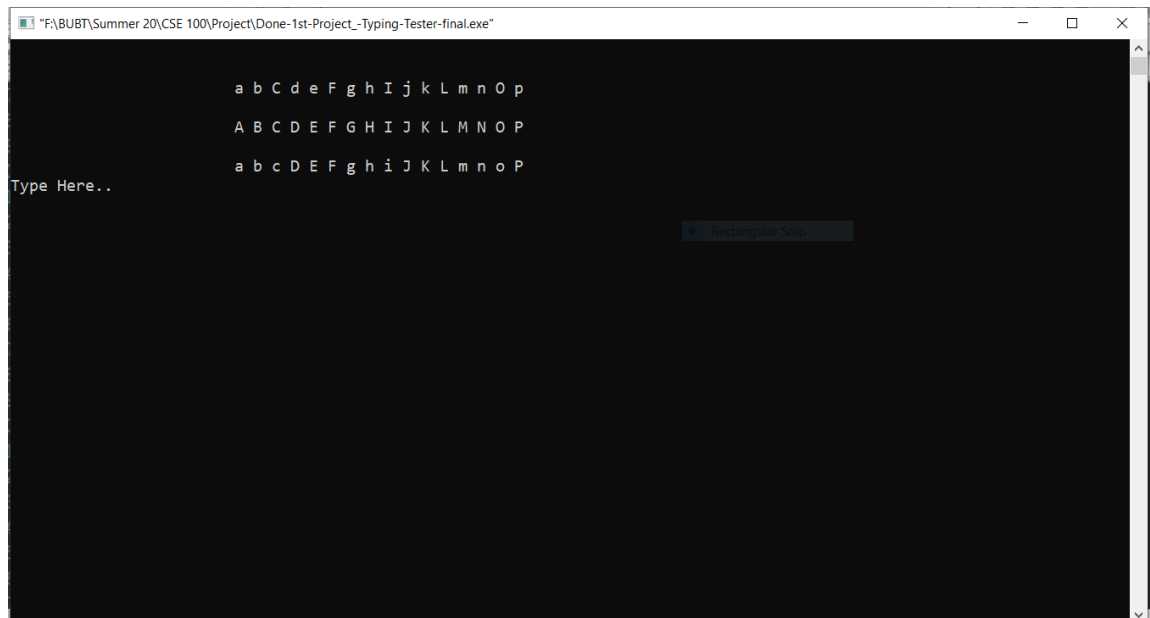 "F:\BUBT\Summer 20\CSE 100\Project\Done-1st-Project_-Typing-Tester-final.exe"
a b C d e F g h I j k L m n O p
A B C D E F G H I J K L M N O P
a b c D E F g h i J K L m n o P
Type Here..
Rectangular Snip